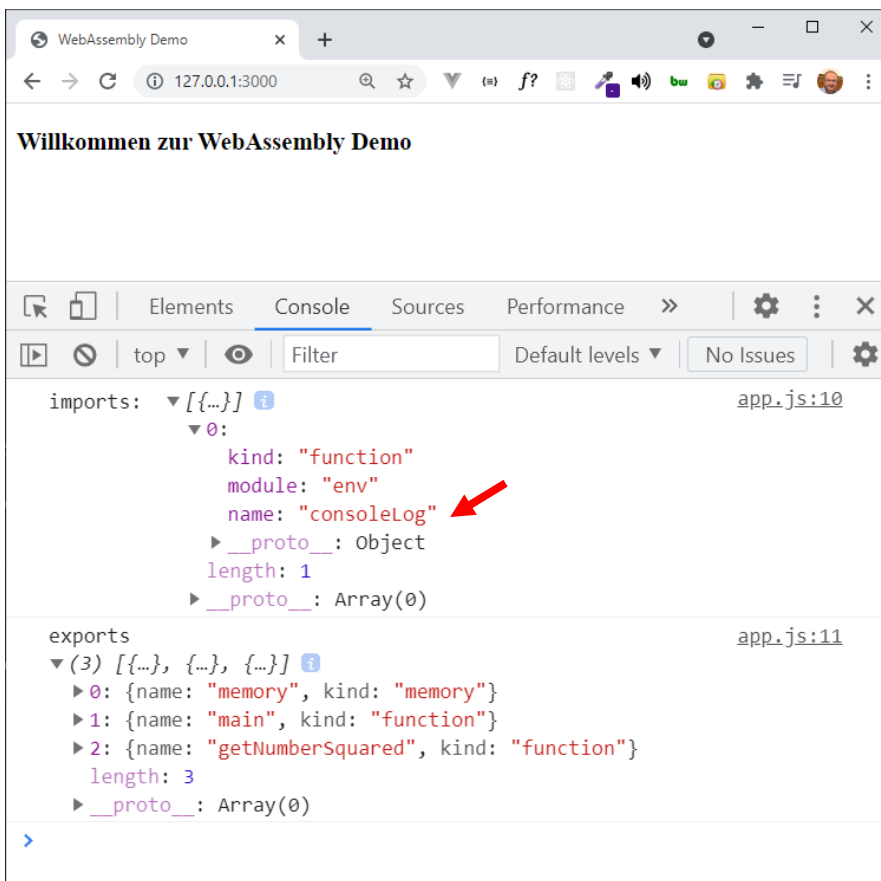 WebAssembly Demo
127.0.0.1:3000
{≡} f? bw
Willkommen zur WebAssembly Demo
Elements Console Sources Performance »
top ▼ Filter Default levels ▼ No Issues
imports: ▼[{…}] i app.js:10
▼0:
kind: "function"
module: "env"
name: "consoleLog"
▶__proto__: Object
length: 1
▶__proto__: Array(0)
exports app.js:11
▼(3) [{…}, {…}, {…}] i
▶0: {name: "memory", kind: "memory"}
▶1: {name: "main", kind: "function"}
▶2: {name: "getNumberSquared", kind: "function"}
length: 3
▶__proto__: Array(0)
>